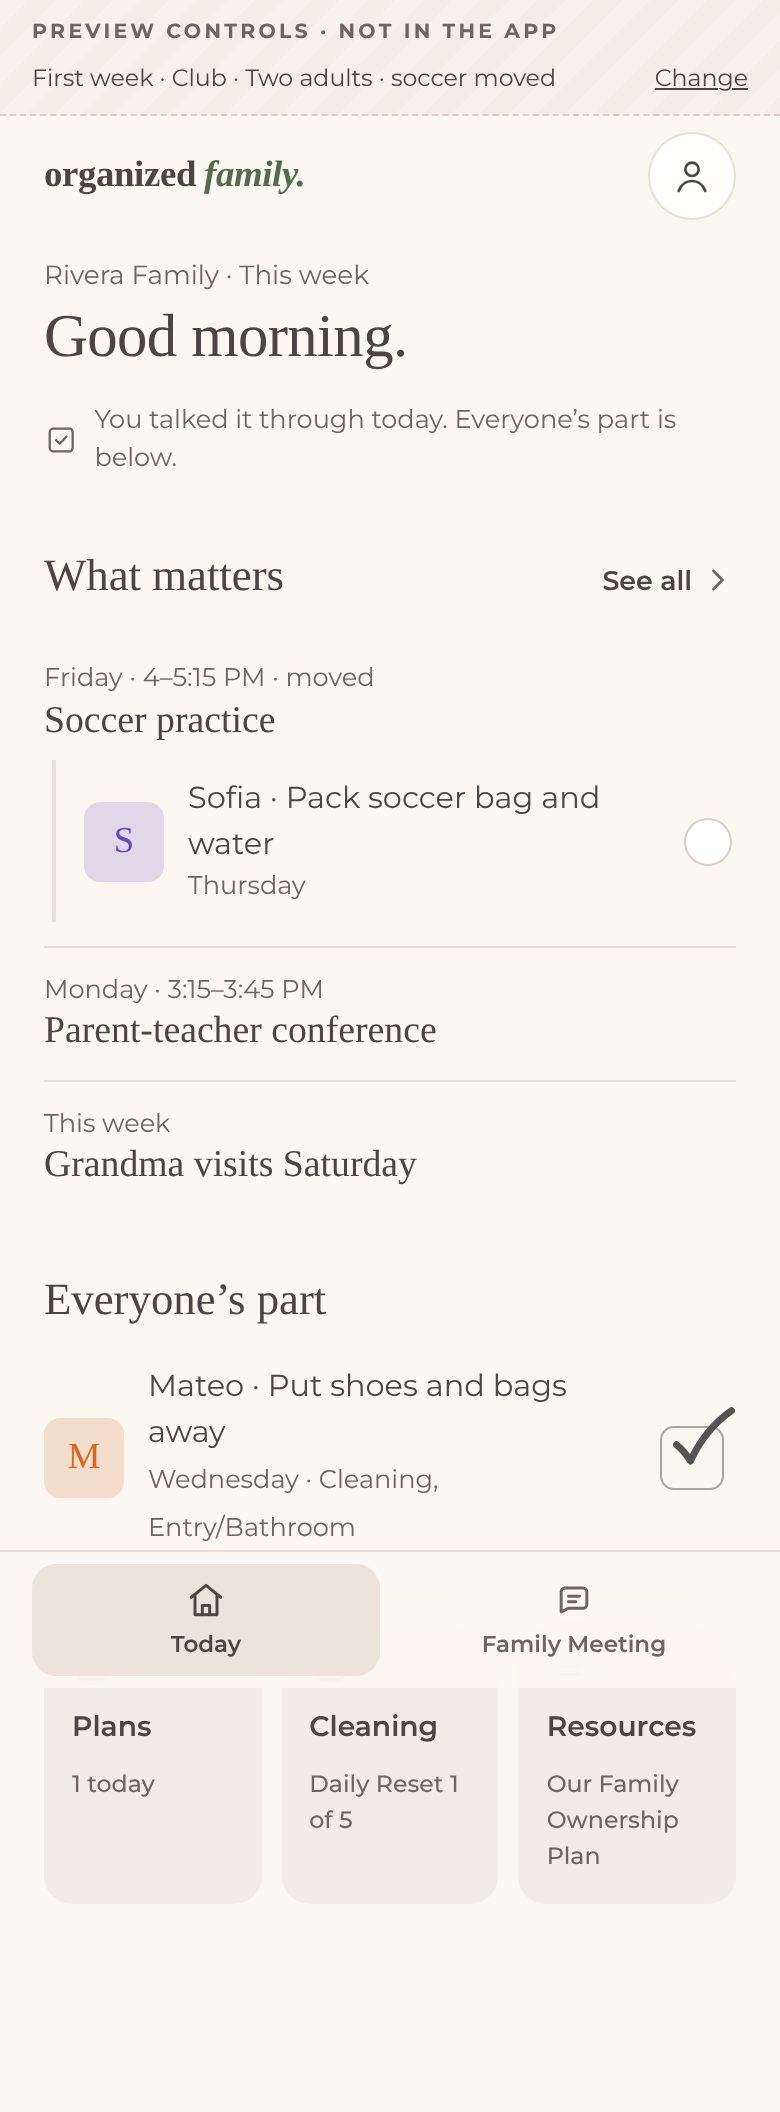 PREVIEW CONTROLS · NOT IN THE APP
First week · Club · Two adults · soccer moved
Change
organized family.
Rivera Family · This week
Good morning.
You talked it through today. Everyone’s part is
below.
What matters
See all
Friday · 4–5:15 PM · moved
Soccer practice
S
Sofia · Pack soccer bag and
water
Thursday
Monday · 3:15–3:45 PM
Parent-teacher conference
This week
Grandma visits Saturday
Everyone’s part
M
Mateo · Put shoes and bags
away
Wednesday · Cleaning,
Entry/Bathroom
Today
Family Meeting
Plans
1 today
Cleaning
Daily Reset 1
of 5
Resources
Our Family
Ownership
Plan